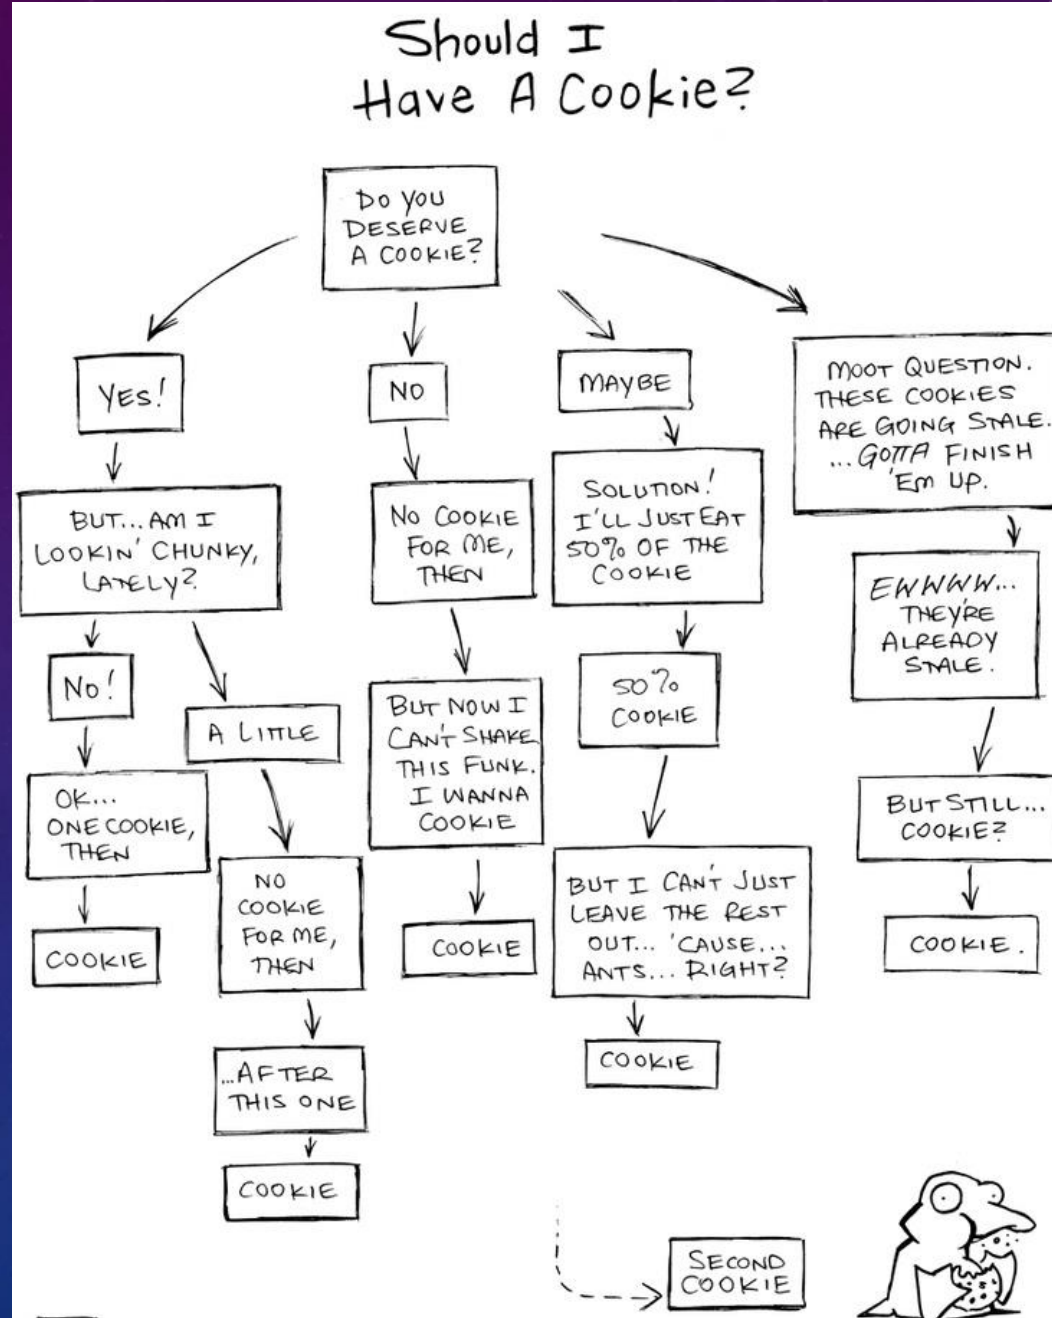 Should I
Have A Cookie?
DO YOU
DESERVE
A COOKIE?
YES!
BUT... AM I
LOOKIN' CHUNKY,
LATELY?
NO!
OK...
ONE COOKIE,
THEN
COOKIE
A LITTLE
NO
COOKIE
FOR ME,
THEN
...AFTER
THIS ONE
COOKIE
NO
NO COOKIE
FOR ME,
THEN
BUT NOW I
CAN'T SHAKE
THIS FUNK.
I WANNA
COOKIE
COOKIE
MAYBE
SOLUTION!
I'LL JUST EAT
50% OF THE
COOKIE
50%
COOKIE
BUT I CAN'T JUST
LEAVE THE REST
OUT... 'CAUSE...
ANTS... RIGHT?
COOKIE
MOOT QUESTION.
THESE COOKIES
ARE GOING STALE.
...GOTTA FINISH
'EM UP.
EWWWW...
THEY'RE
ALREADY
STALE.
BUT STILL...
COOKIE?
COOKIE.
SECOND
COOKIE